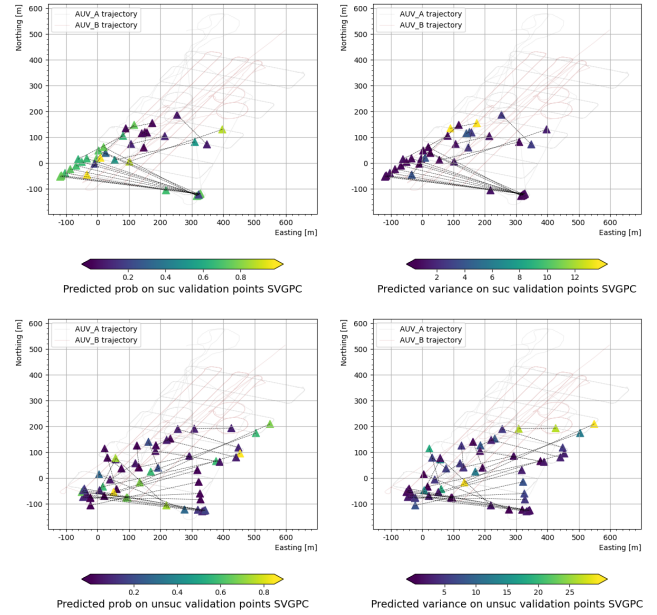 600
500
400
300
200
100
0
-100
Northing [m]
AUV_A trajectory
AUV_B trajectory
-100 0 100 200 300 400 500 600
Easting [m]
0.2 0.4 0.6 0.8
Predicted prob on suc validation points SVGPC
600
500
400
300
200
100
0
-100
Northing [m]
AUV_A trajectory
AUV_B trajectory
-100 0 100 200 300 400 500 600
Easting [m]
2 4 6 8 10 12
Predicted variance on suc validation points SVGPC
600
500
400
300
200
100
0
-100
Northing [m]
AUV_A trajectory
AUV_B trajectory
-100 0 100 200 300 400 500 600
Easting [m]
0.2 0.4 0.6 0.8
Predicted prob on unsuc validation points SVGPC
600
500
400
300
200
100
0
-100
Northing [m]
AUV_A trajectory
AUV_B trajectory
-100 0 100 200 300 400 500 600
Easting [m]
5 10 15 20 25
Predicted variance on unsuc validation points SVGPC